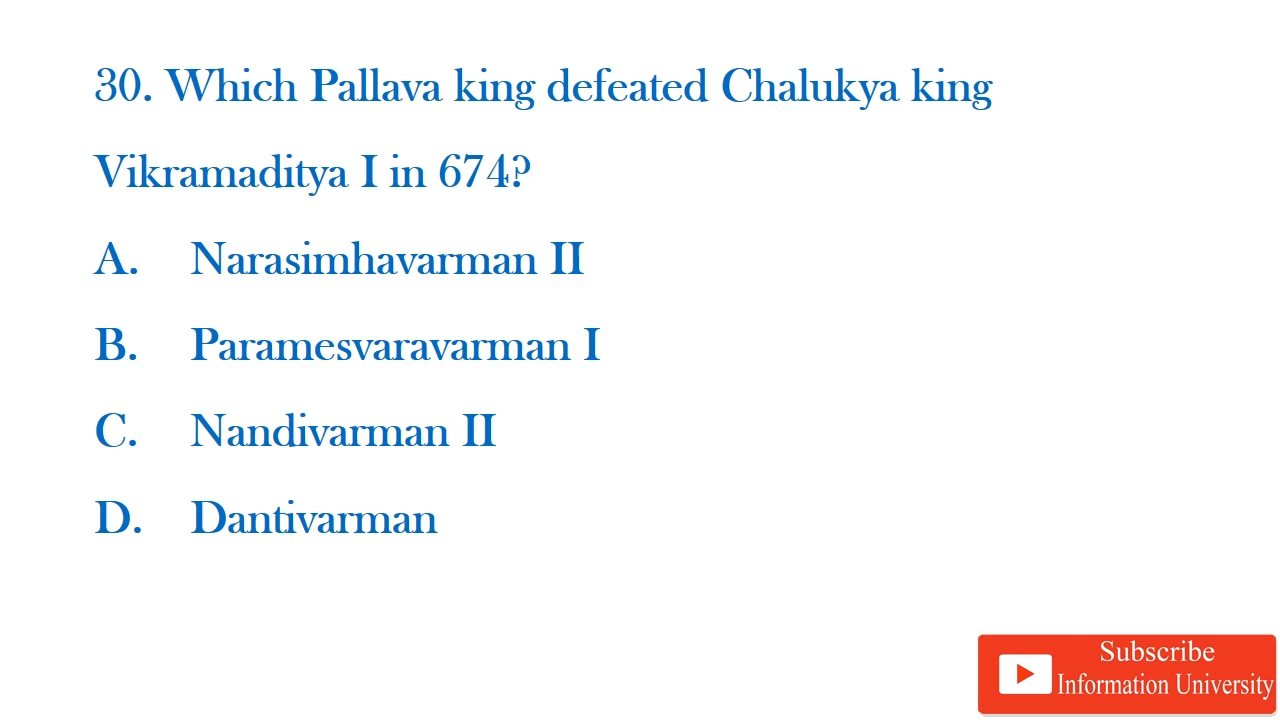 30. Which Pallava king defeated Chalukya king
Vikramaditya I in 674?
A. Narasimhavarman II
B. Paramesvaravarman I
C. Nandivarman II
D. Dantivarman
Subscribe
Information University